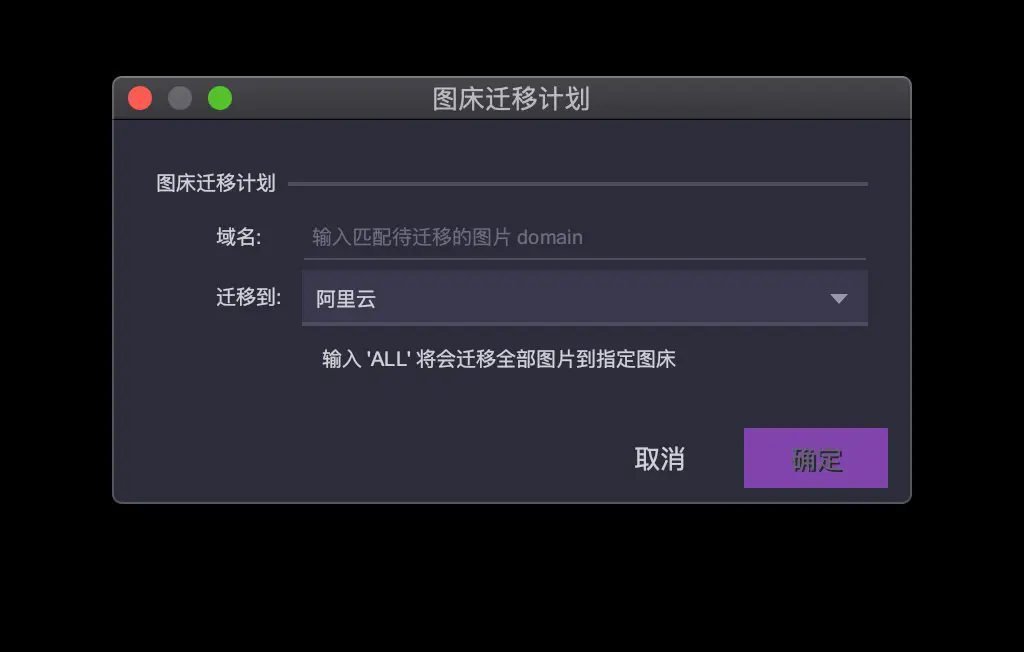 图床迁移计划
图床迁移计划
域名: 输入匹配待迁移的图片 domain
迁移到: 阿里云
输入 'ALL' 将会迁移全部图片到指定图床
取消 确定